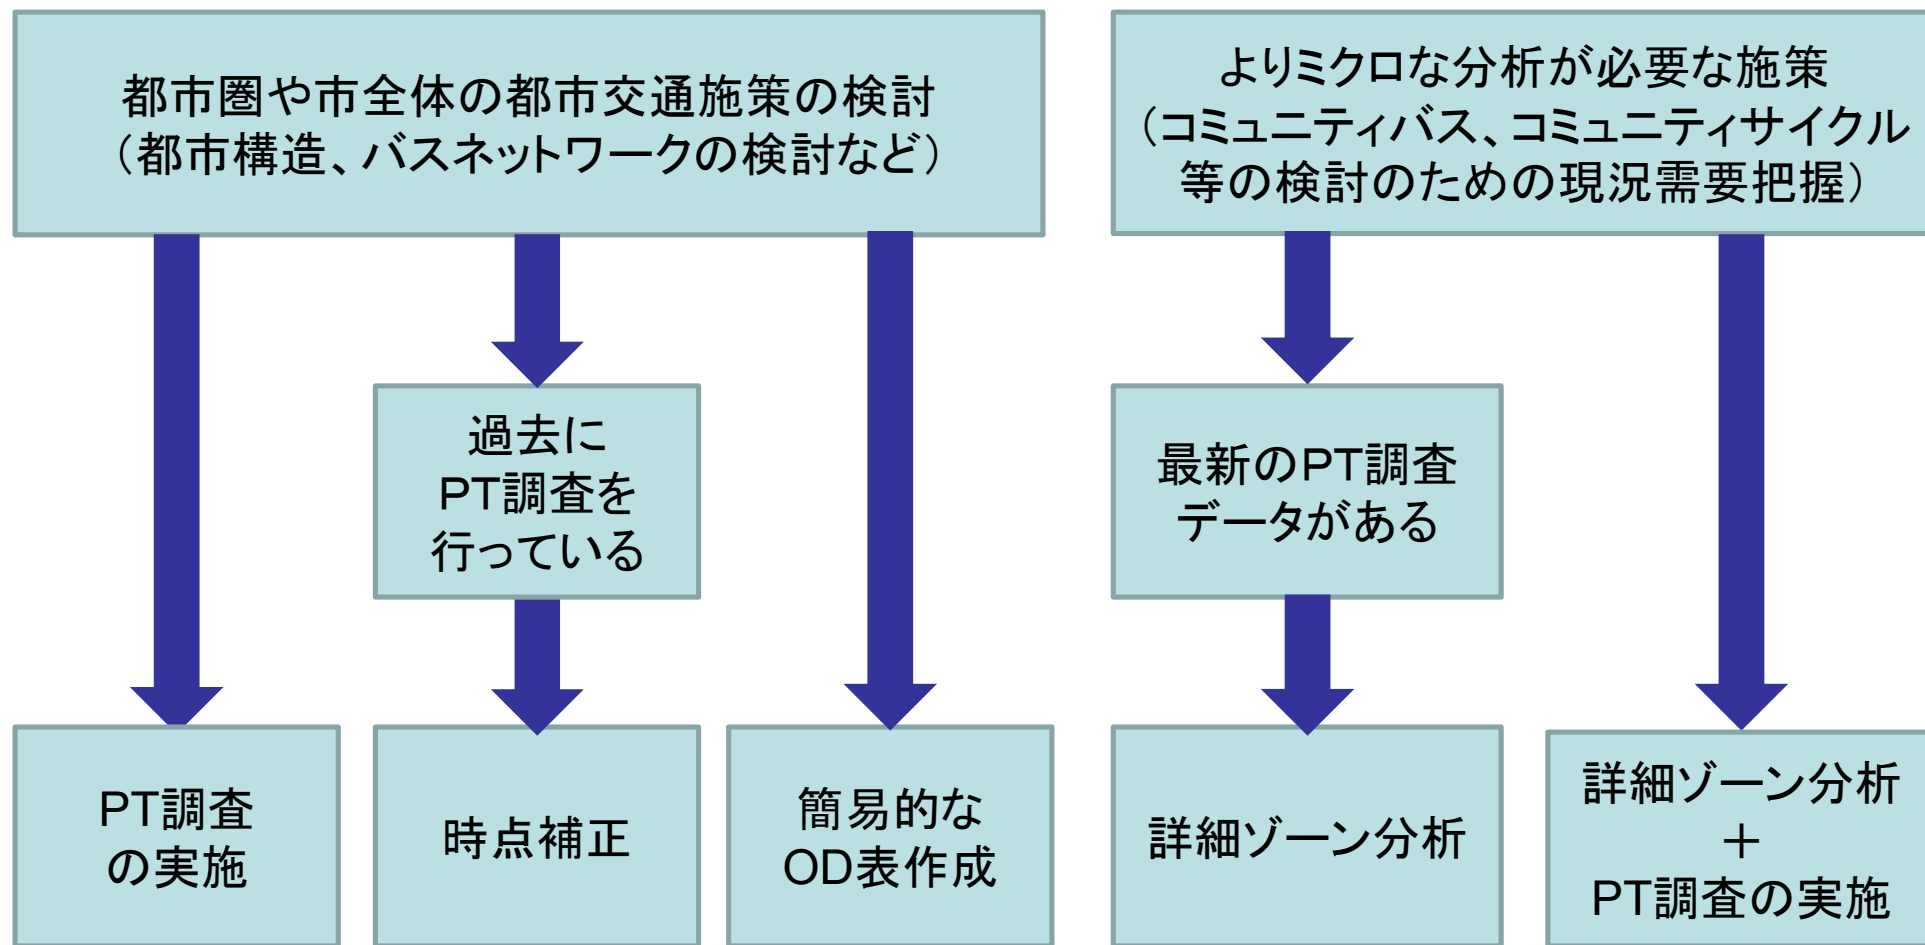 都市圏や市全体の都市交通施策の検討
（都市構造、バスネットワークの検討など）
よりミクロな分析が必要な施策
（コミュニティバス、コミュニティサイクル
等の検討のための現況需要把握）
過去に
PT調査を
行っている
最新のPT調査
データがある
PT調査
の実施
時点補正
簡易的な
OD表作成
詳細ゾーン分析
詳細ゾーン分析
＋
PT調査の実施